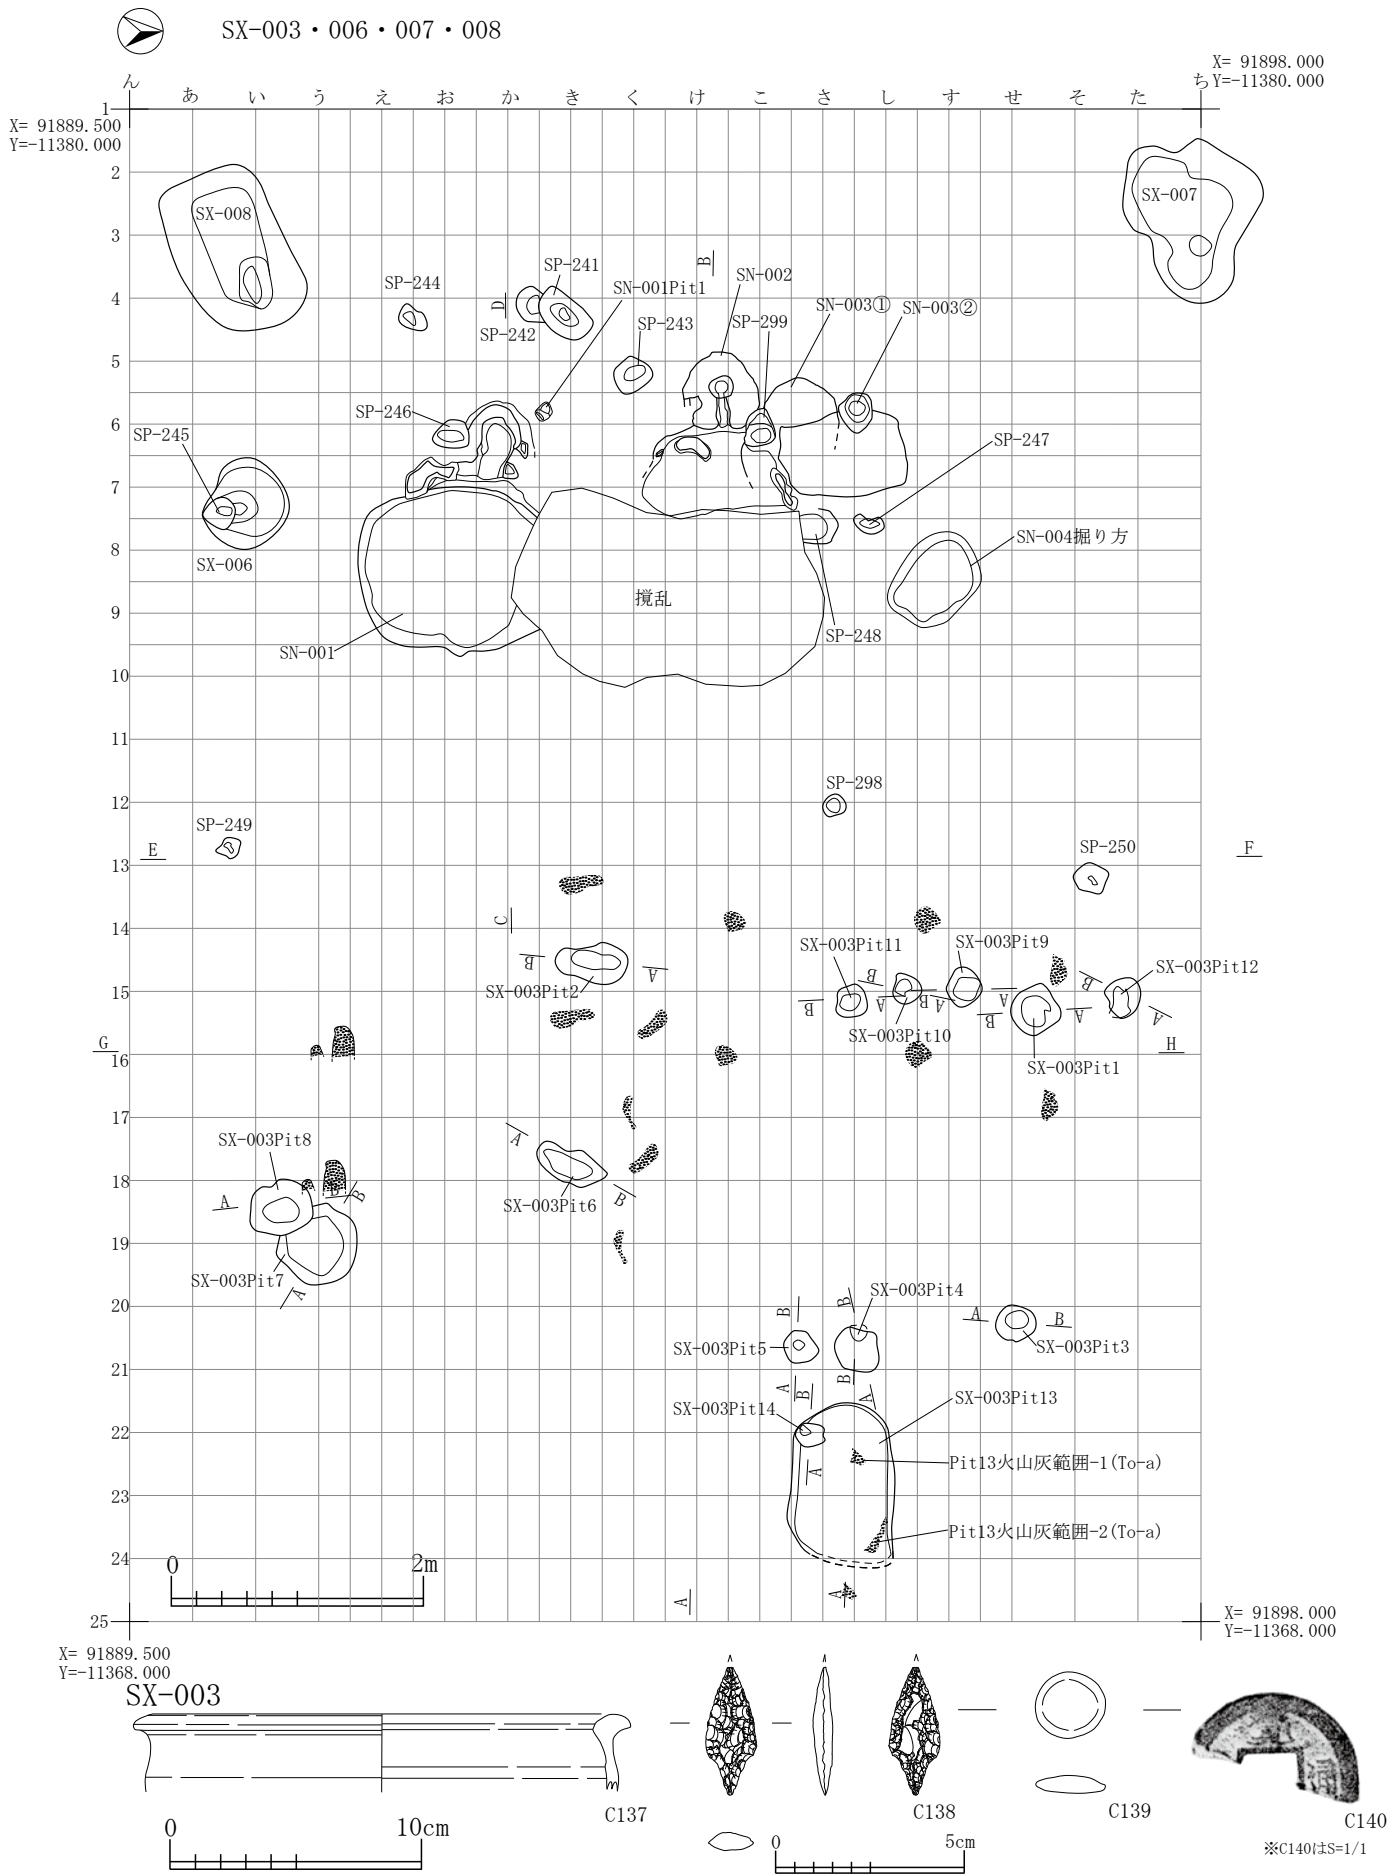 SX-003・006・007・008
X= 91898.000
Y=-11380.000
ん あ い う え お か き く け こ さ し す せ そ た ち
X= 91889.500
Y=-11380.000
1
2
3
4
5
6
7
8
9
10
11
12
13
14
15
16
17
18
19
20
21
22
23
24
25
SX-008
SX-007
SP-244
SP-241
SN-001Pit1
B
SN-002
D
SP-242
SP-243
SP-299
SN-003①
SN-003②
SP-246
SP-245
SP-247
SX-006
SN-004掘り方
撹乱
SP-248
SN-001
SP-298
SP-249
SP-250
E
F
C
SX-003Pit11
SX-003Pit9
B
A
B
B
SX-003Pit12
SX-003Pit2
B
A
B
A
A
B
A
A
SX-003Pit10
G
H
SX-003Pit1
A
SX-003Pit8
B
B
A
SX-003Pit6
B
SX-003Pit7
A
B
B
SX-003Pit4
A
B
SX-003Pit5
SX-003Pit3
A
B
B
A
SX-003Pit13
SX-003Pit14
A
Pit13火山灰範囲-1(To-a)
Pit13火山灰範囲-2(To-a)
0 2m
A
A
X= 91898.000
Y=-11368.000
X= 91889.500
Y=-11368.000
SX-003
C137
C138
C139
C140
0 10cm
0 5cm
※C140はS=1/1